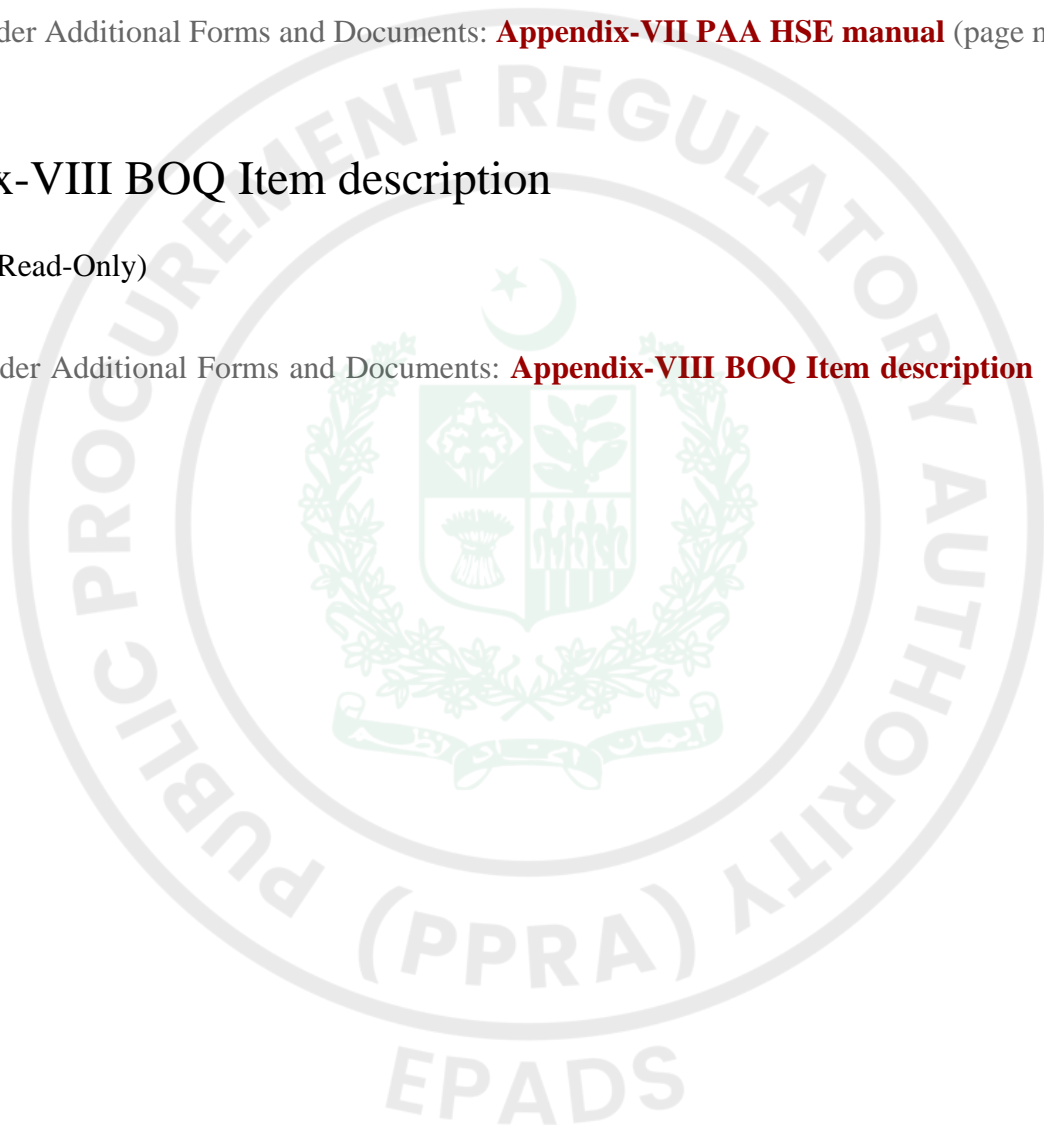 der Additional Forms and Documents: Appendix-VII PAA HSE manual (page n
x-VIII BOQ Item description
Read-Only)
der Additional Forms and Documents: Appendix-VIII BOQ Item description
PUBLIC PROCUREMENT REGULATORY AUTHORITY
(PPRA)
EPADS